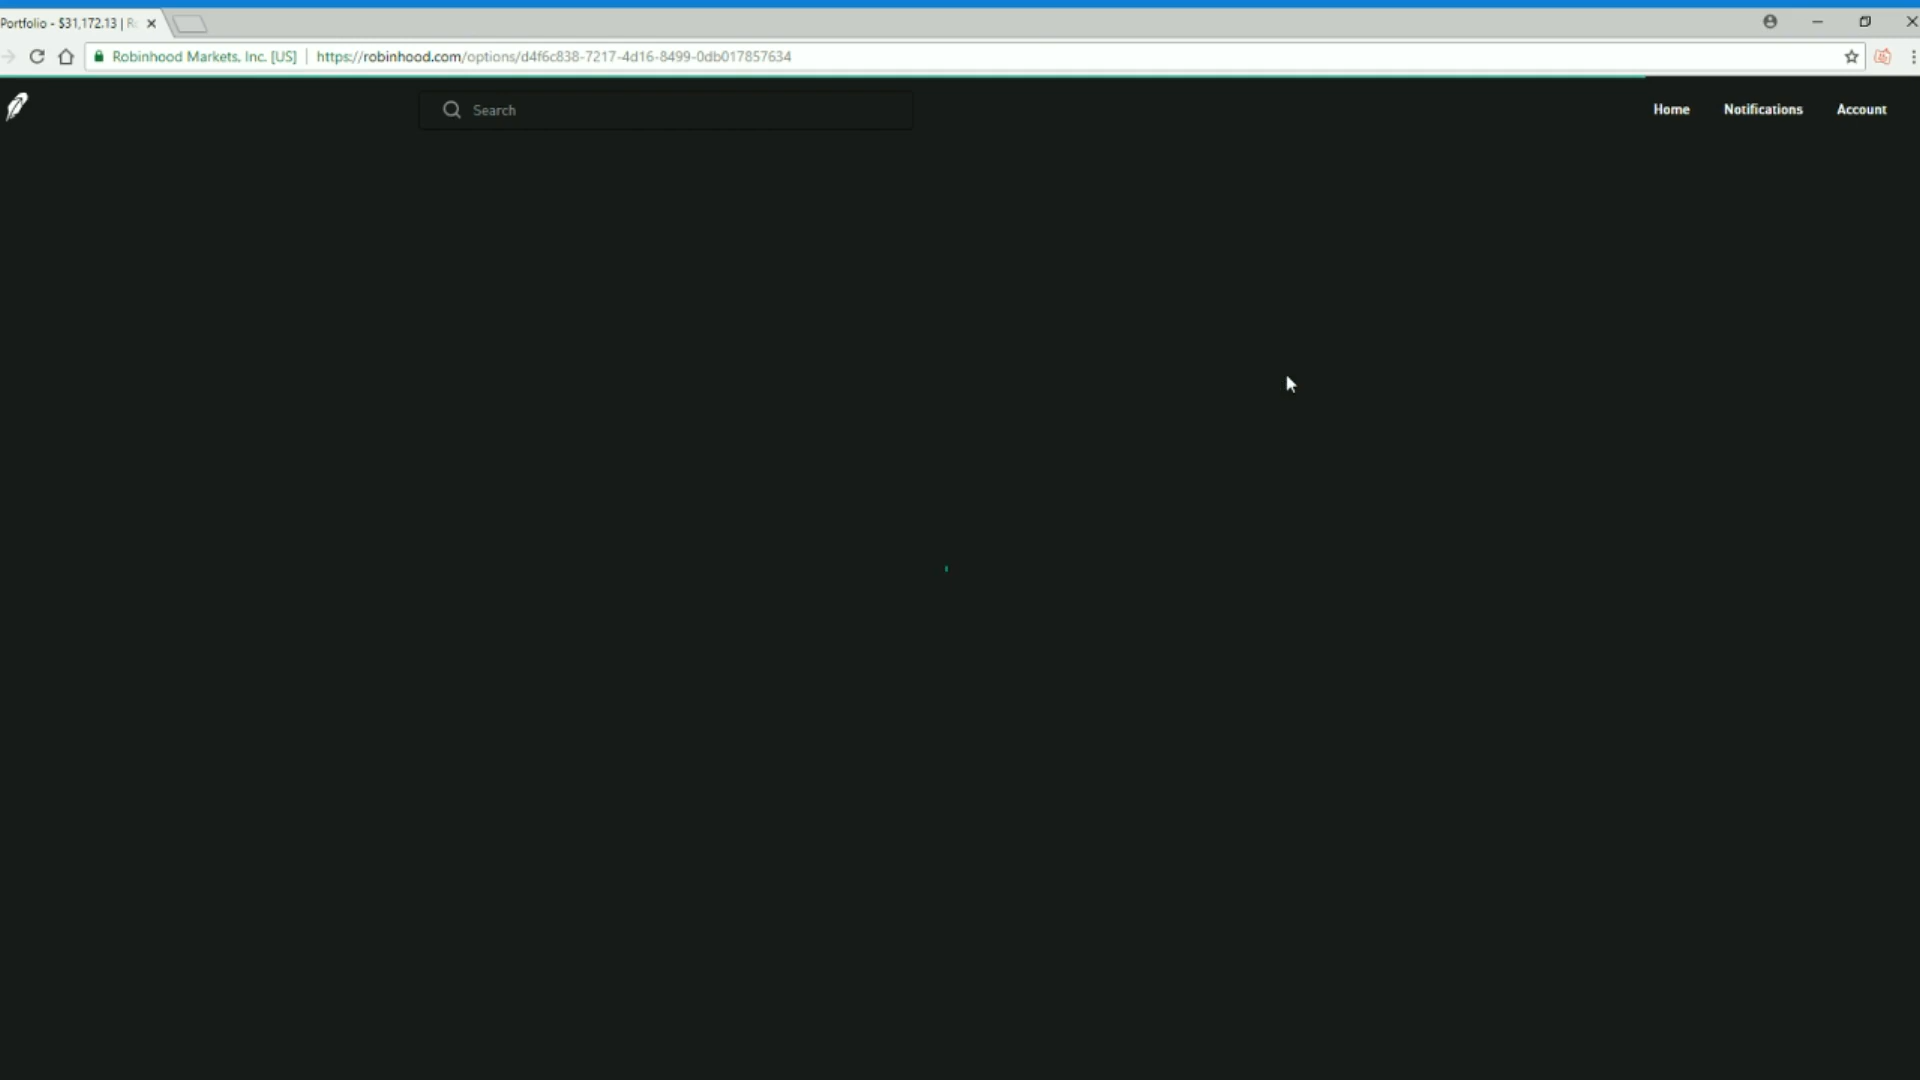 Portfolio - $31,172.13 | R
Robinhood Markets, Inc. [US] | https://robinhood.com/options/d4f6c838-7217-4d16-8499-0db017857634
Search
Home Notifications Account